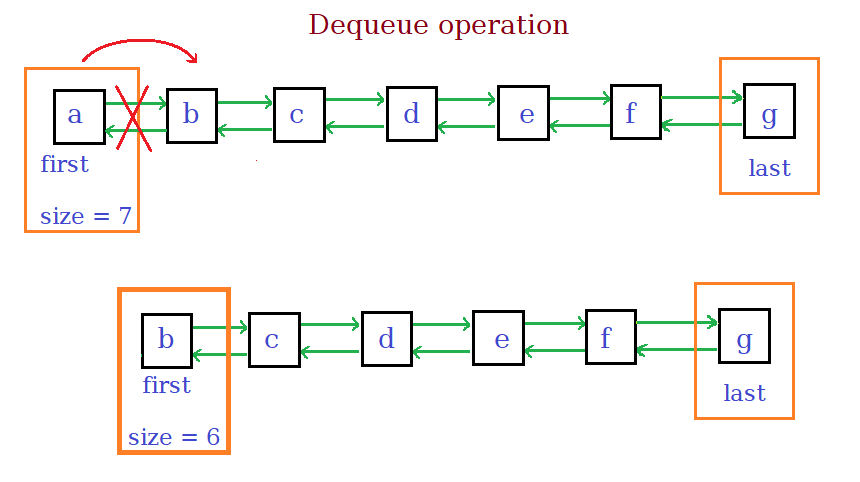 Dequeue operation
a b c d e f g
first last
size = 7
b c d e f g
first last
size = 6